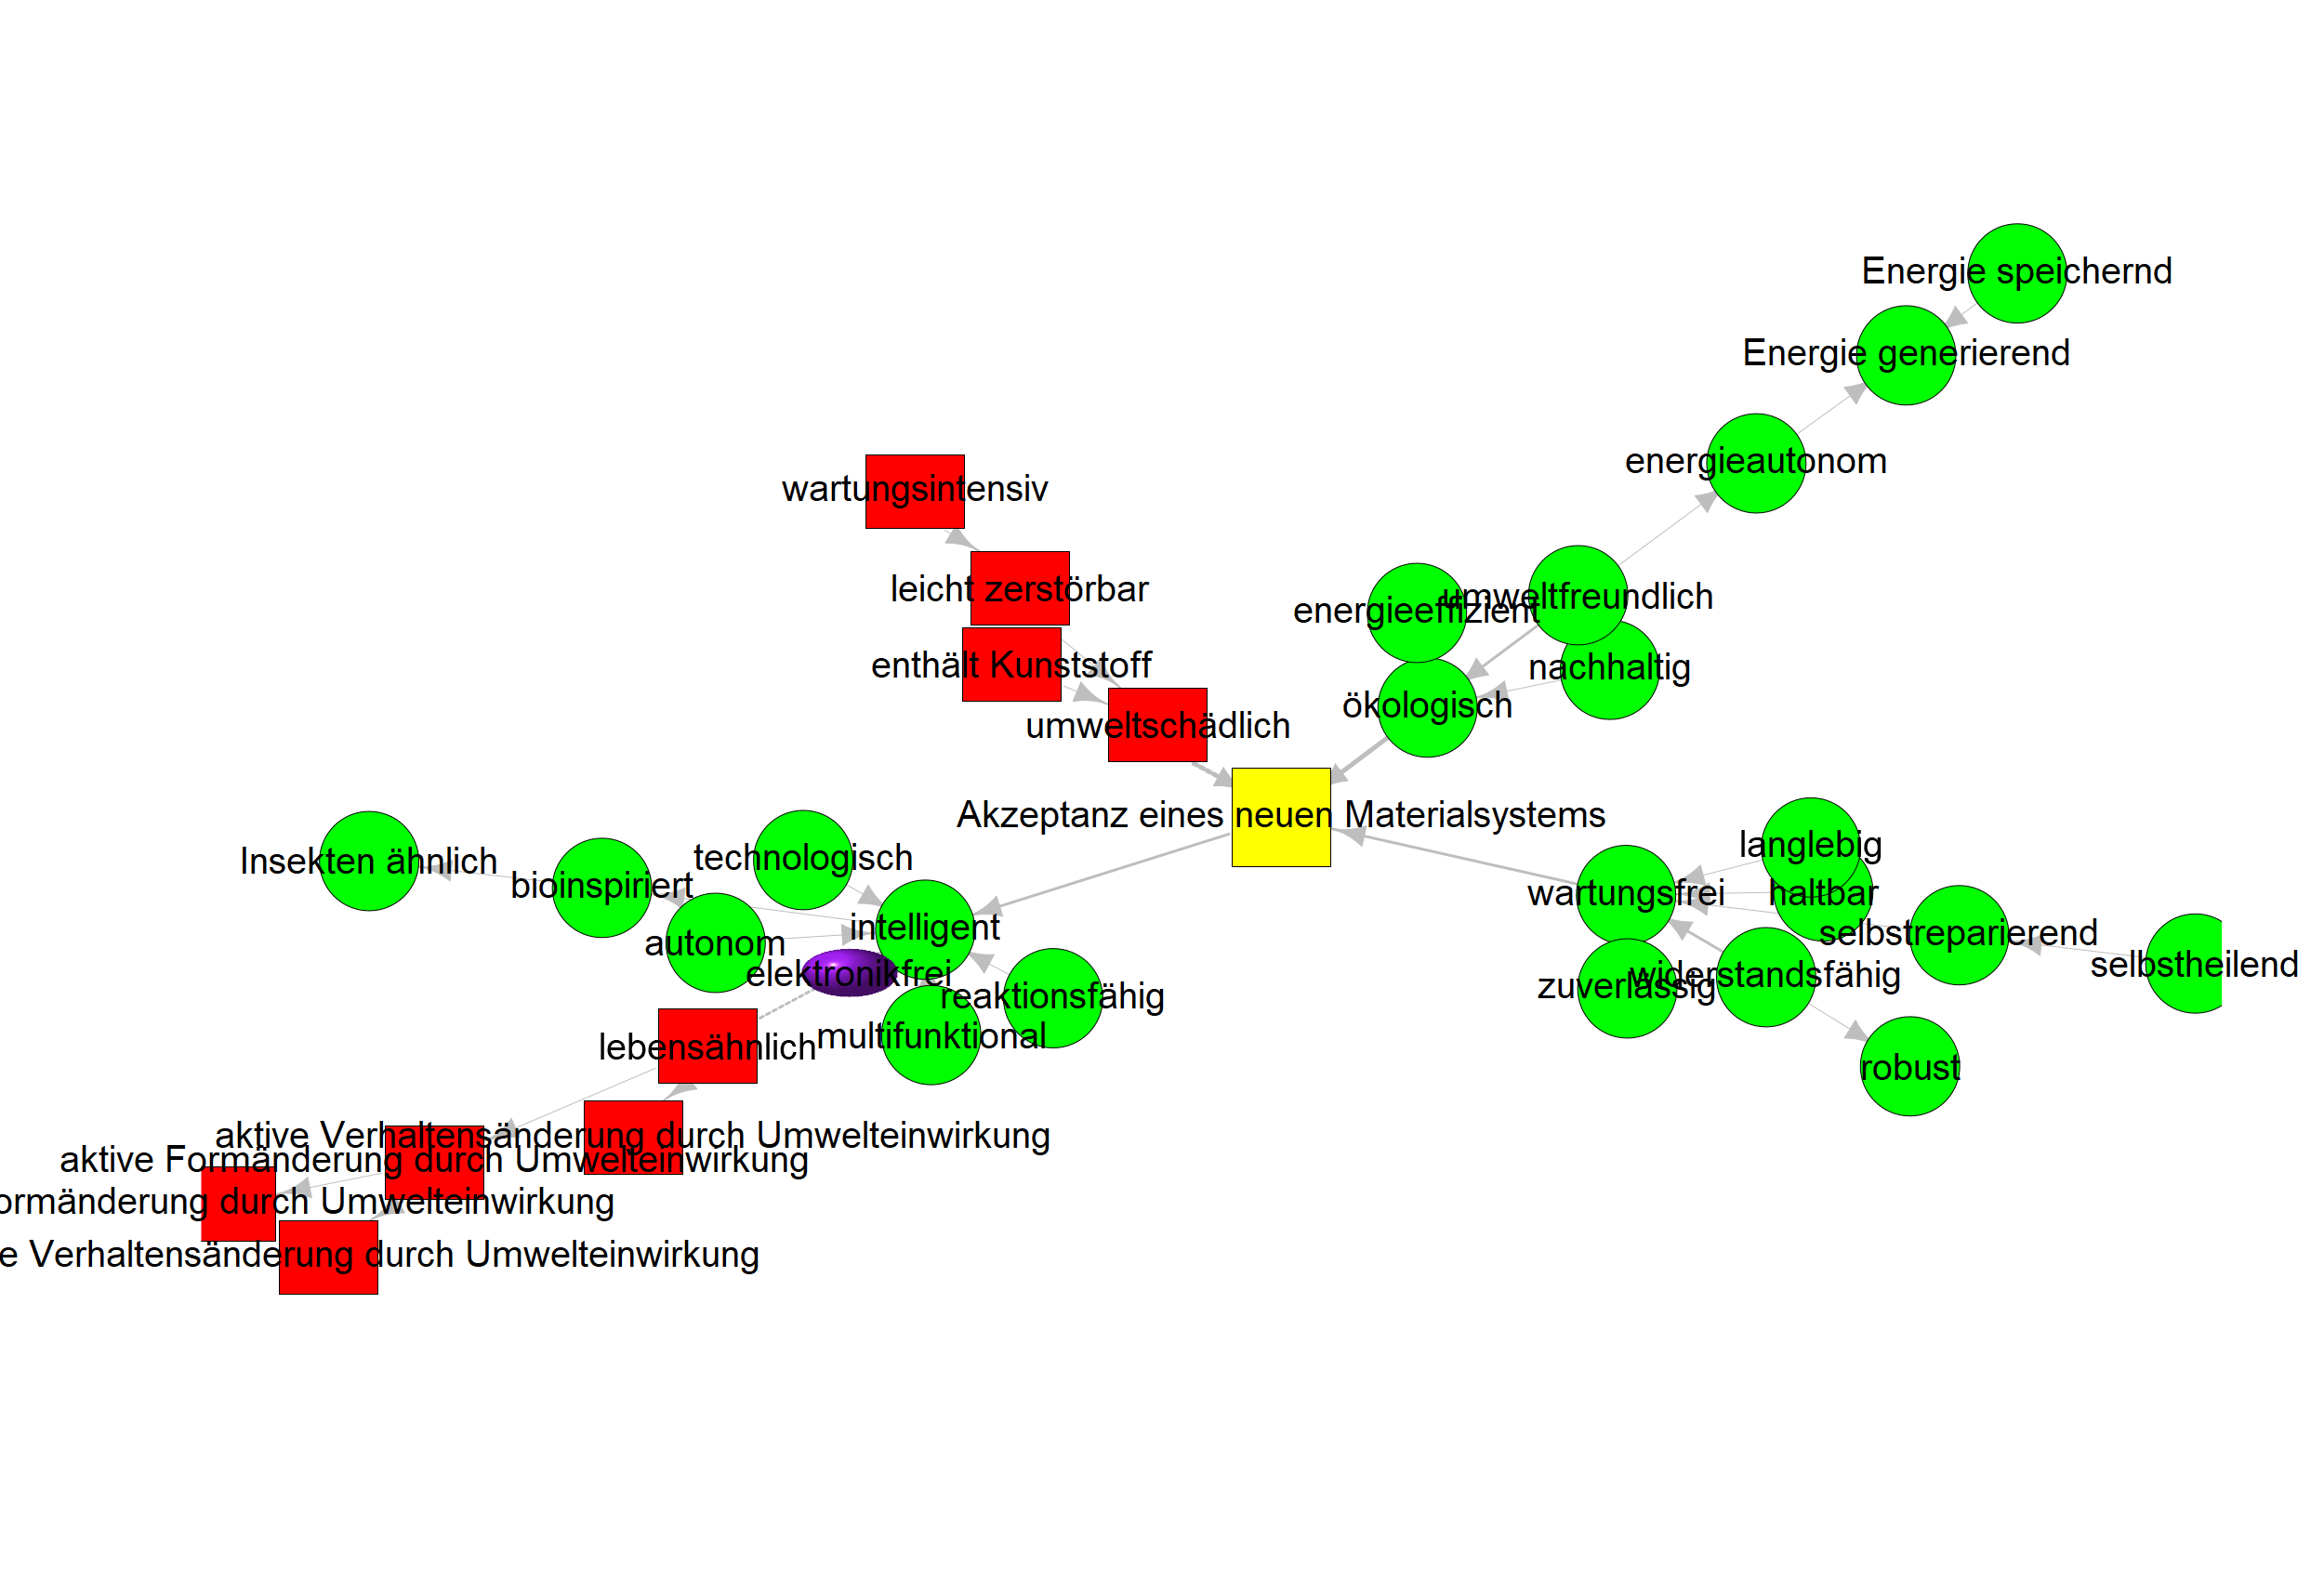 Energie speichernd
Energie generierend
energieautonom
wartungsintensiv
leicht zerstörbar
umweltfreundlich
energieeffizient
enthält Kunststoff
nachhaltig
ökologisch
umweltschädlich
Akzeptanz eines neuen Materialsystems
langlebig
technologisch
Insekten ähnlich
bioinspiriert
wartungsfrei
haltbar
intelligent
selbstreparierend
autonom
selbstheilend
elektronikfrei
widerstandsfähig
zuverlässig
reaktionsfähig
multifunktional
lebensähnlich
robust
aktive Verhaltensänderung durch Umwelteinwirkung
aktive Formänderung durch Umwelteinwirkung
ormänderung durch Umwelteinwirkung
e Verhaltensänderung durch Umwelteinwirkung